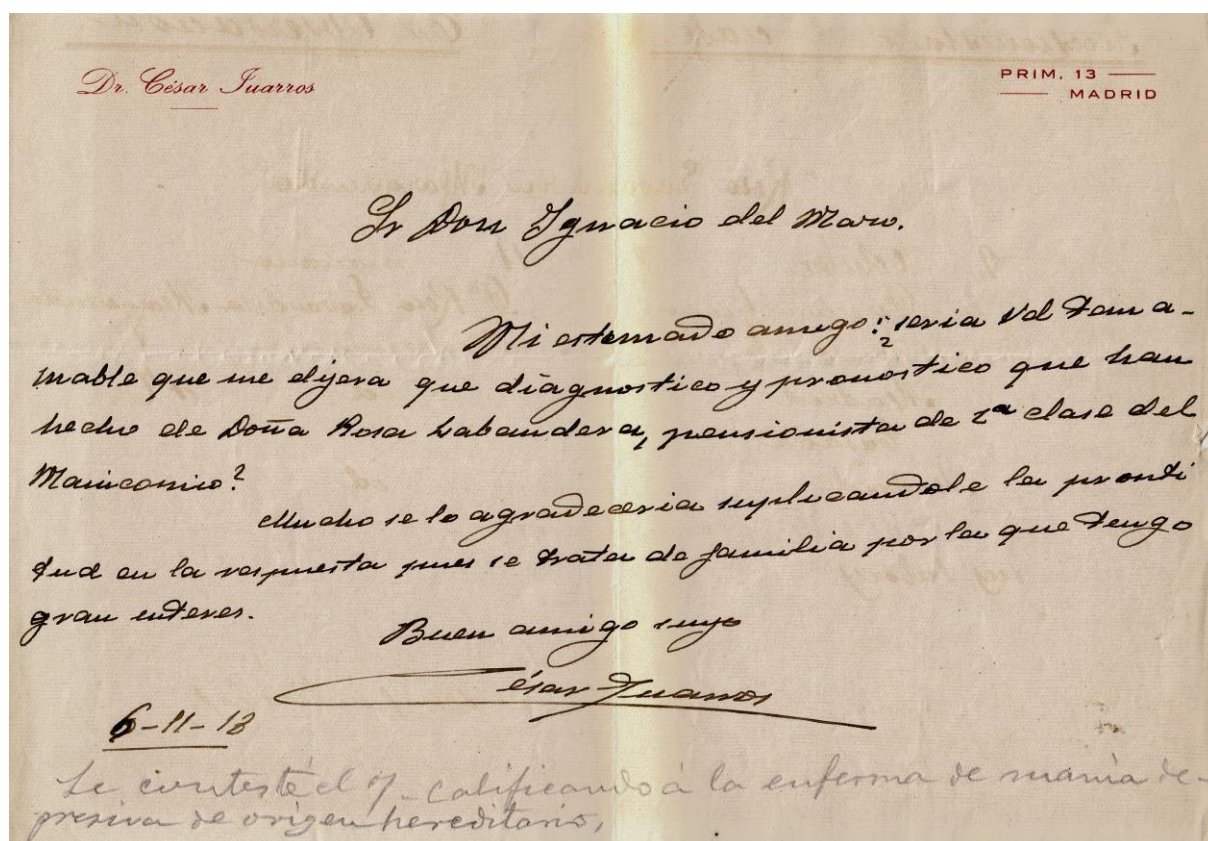 Dr. César Juarros
PRIM, 13
MADRID
Sr Don Ignacio del Mazo.
Mi estimado amigo: ¿seria Vd tan a-
mable que me dijera que diagnostico y pronostico que han
hecho de Doña Rosa Labandera, pensionista de 2ª clase del
Manicomio?
Mucho se lo agradeceria suplicandole la pronti
tud en la respuesta pues se trata de familia por la que tengo
gran interes.
Buen amigo suyo
César Juarros
6-11-18
Le contesté el 7 - calificando á la enferma de mania de-
presiva de origen hereditario,